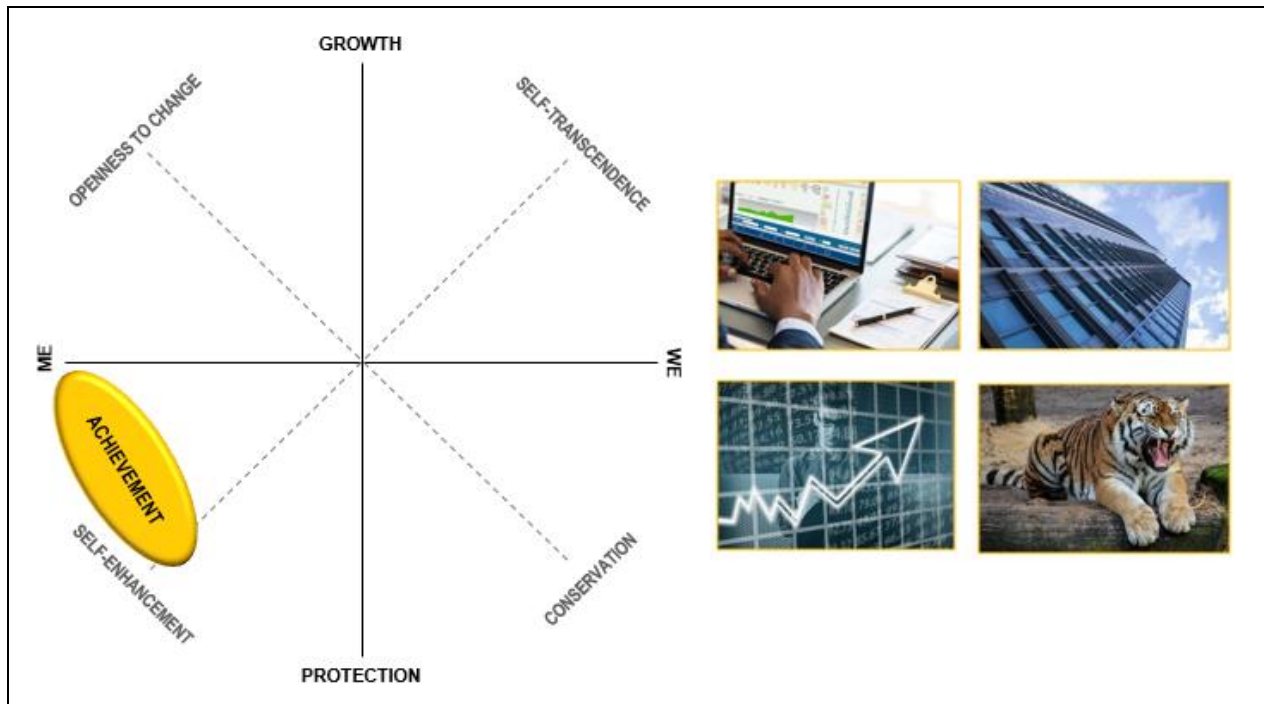 GROWTH
OPENNESS TO CHANGE
SELF-TRANSCENDENCE
ME
WE
ACHIEVEMENT
SELF-ENHANCEMENT
CONSERVATION
PROTECTION